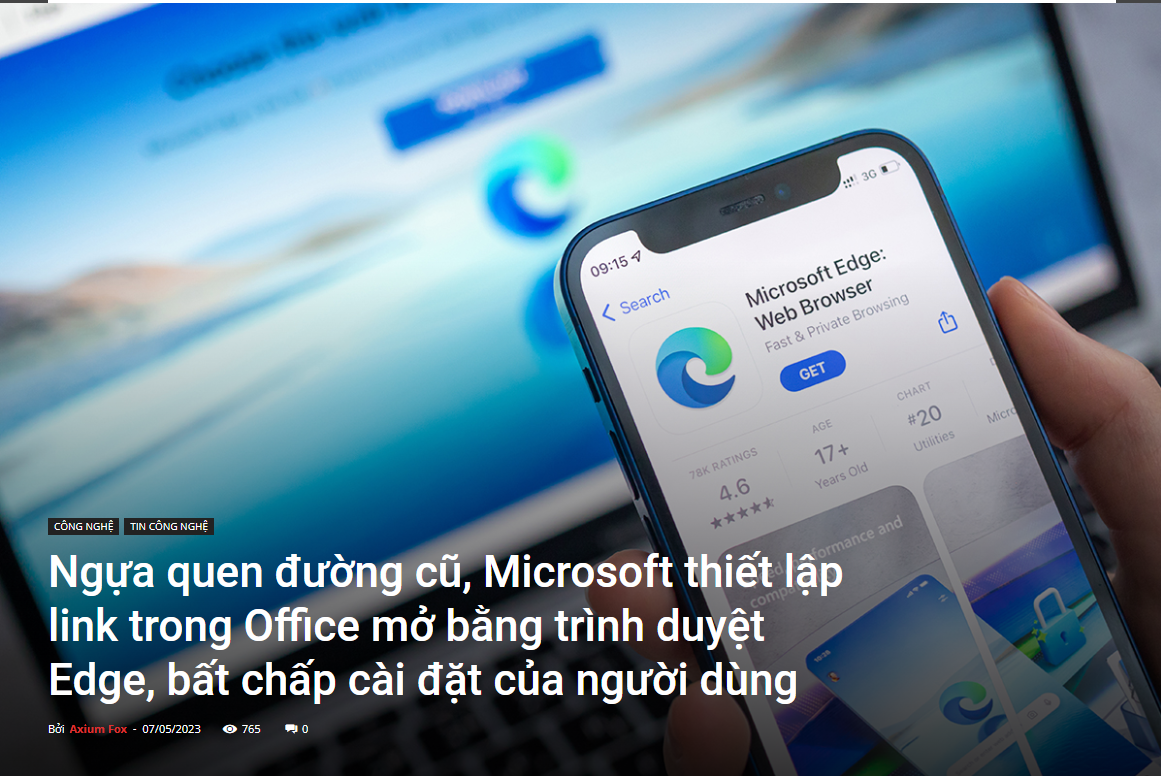 09:15
3G
Search
Microsoft Edge:
Web Browser
Fast & Private Browsing
GET
78K RATINGS
4.6
AGE
17+
Years Old
CHART
#20
Utilities
CÔNG NGHỆ
TIN CÔNG NGHỆ
Ngựa quen đường cũ, Microsoft thiết lập
link trong Office mở bằng trình duyệt
Edge, bất chấp cài đặt của người dùng
Bởi Axium Fox - 07/05/2023 765 0